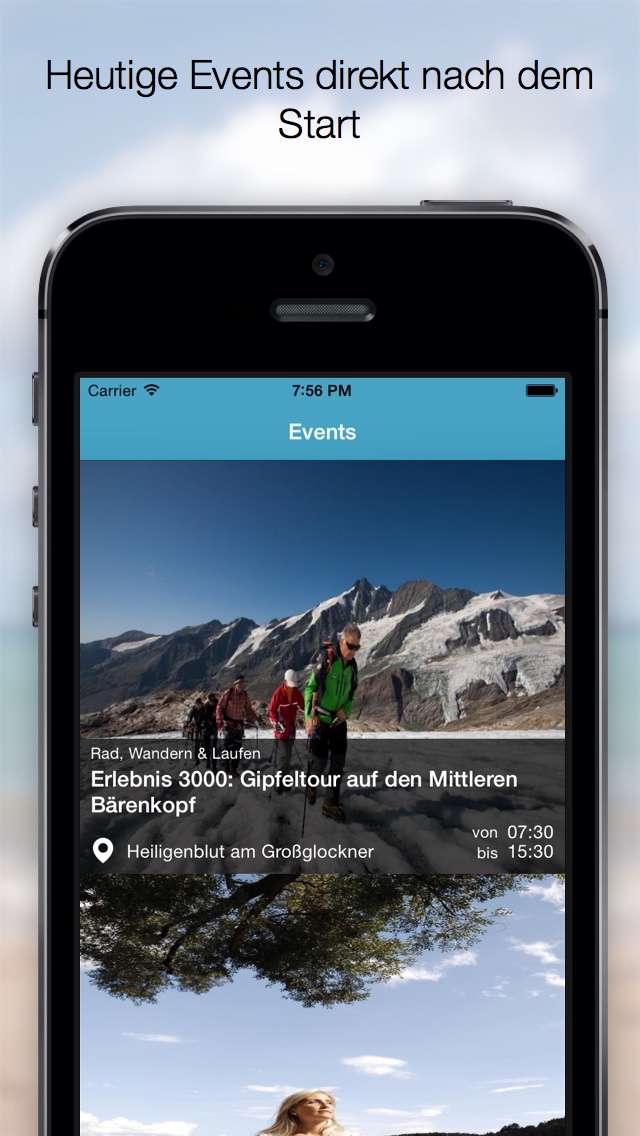 Heutige Events direkt nach dem
Start
Carrier 7:56 PM
Events
Rad, Wandern & Laufen
Erlebnis 3000: Gipfeltour auf den Mittleren
Bärenkopf
Heiligenblut am Großglockner
von 07:30
bis 15:30